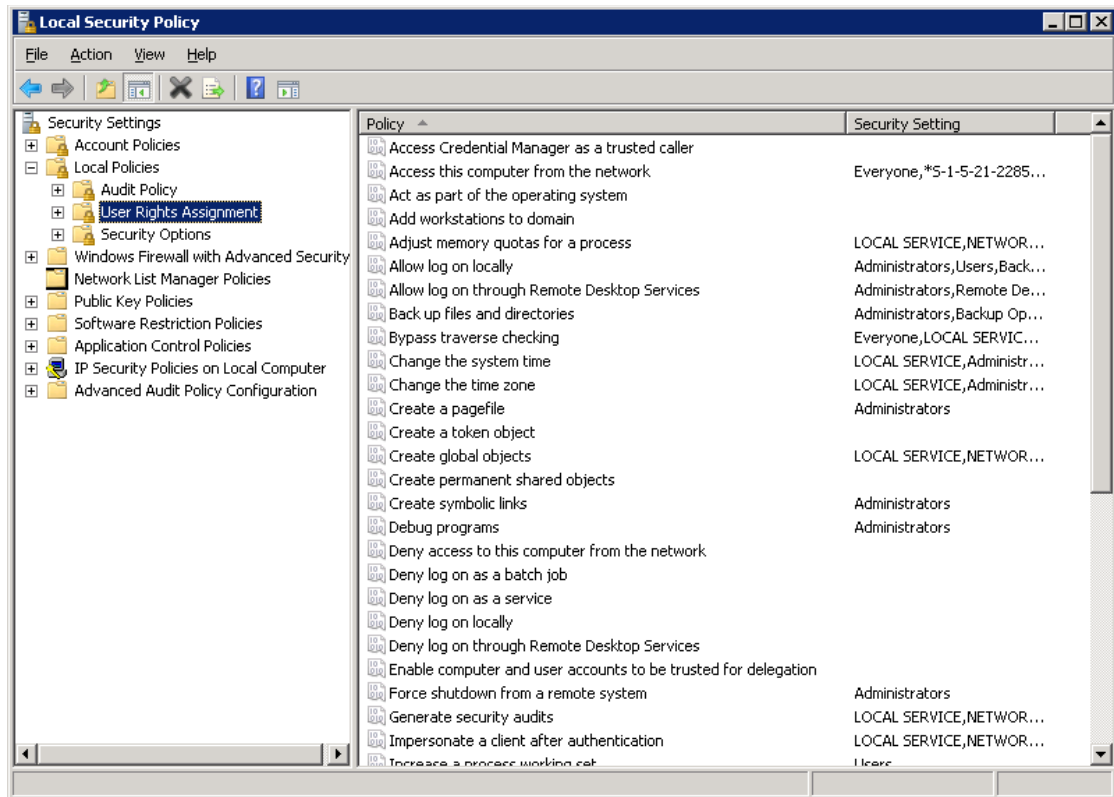 Local Security Policy
File Action View Help
Security Settings
Account Policies
Local Policies
Audit Policy
User Rights Assignment
Security Options
Windows Firewall with Advanced Security
Network List Manager Policies
Public Key Policies
Software Restriction Policies
Application Control Policies
IP Security Policies on Local Computer
Advanced Audit Policy Configuration
Policy Security Setting
Access Credential Manager as a trusted caller
Access this computer from the network Everyone,*S-1-5-21-2285...
Act as part of the operating system
Add workstations to domain
Adjust memory quotas for a process LOCAL SERVICE,NETWOR...
Allow log on locally Administrators,Users,Back...
Allow log on through Remote Desktop Services Administrators,Remote De...
Back up files and directories Administrators,Backup Op...
Bypass traverse checking Everyone,LOCAL SERVIC...
Change the system time LOCAL SERVICE,Administr...
Change the time zone LOCAL SERVICE,Administr...
Create a pagefile Administrators
Create a token object
Create global objects LOCAL SERVICE,NETWOR...
Create permanent shared objects
Create symbolic links Administrators
Debug programs Administrators
Deny access to this computer from the network
Deny log on as a batch job
Deny log on as a service
Deny log on locally
Deny log on through Remote Desktop Services
Enable computer and user accounts to be trusted for delegation
Force shutdown from a remote system Administrators
Generate security audits LOCAL SERVICE,NETWOR...
Impersonate a client after authentication LOCAL SERVICE,NETWOR...
Increase a process working set Users